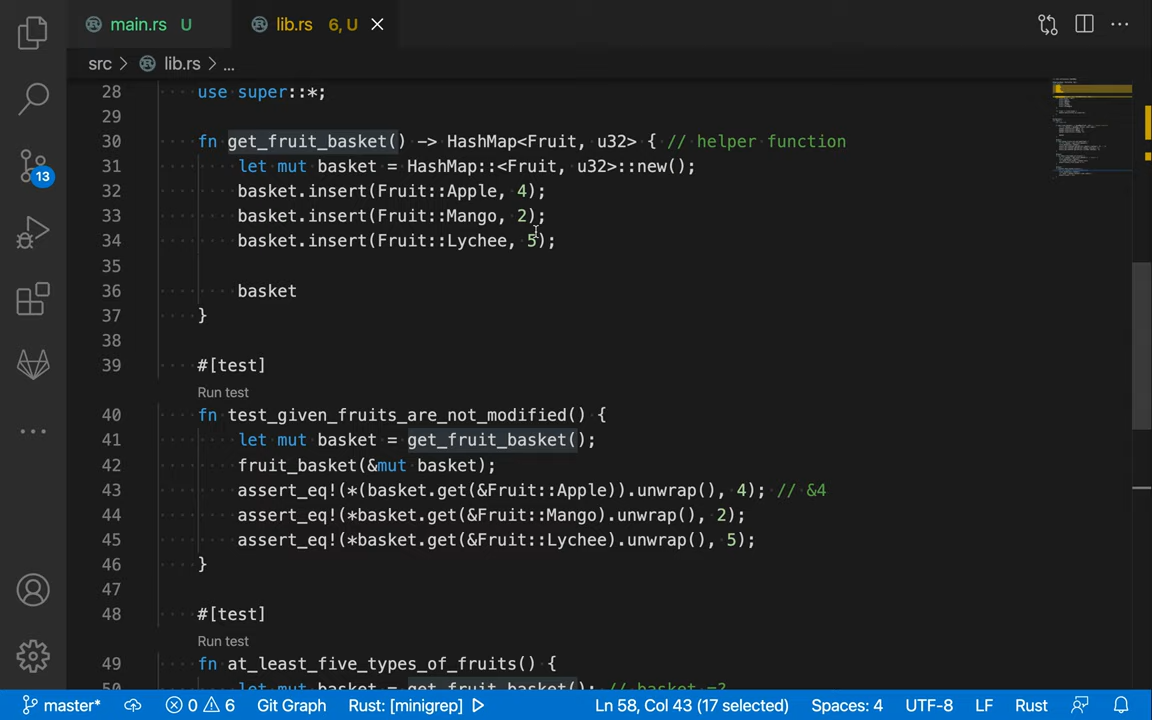 main.rs U
lib.rs 6, U
src > lib.rs > ...
28 use super::*;
29
30 fn get_fruit_basket() -> HashMap<Fruit, u32> { // helper function
31 let mut basket = HashMap::<Fruit, u32>::new();
32 basket.insert(Fruit::Apple, 4);
33 basket.insert(Fruit::Mango, 2);
34 basket.insert(Fruit::Lychee, 5);
35
36 basket
37 }
38
39 #[test]
Run test
40 fn test_given_fruits_are_not_modified() {
41 let mut basket = get_fruit_basket();
42 fruit_basket(&mut basket);
43 assert_eq!(*(basket.get(&Fruit::Apple)).unwrap(), 4); // &4
44 assert_eq!(*basket.get(&Fruit::Mango).unwrap(), 2);
45 assert_eq!(*basket.get(&Fruit::Lychee).unwrap(), 5);
46 }
47
48 #[test]
Run test
49 fn at_least_five_types_of_fruits() {
50 let mut basket = get_fruit_basket(); // basket =?
13
master* 0 6 Git Graph Rust: [minigrep] Ln 58, Col 43 (17 selected) Spaces: 4 UTF-8 LF Rust